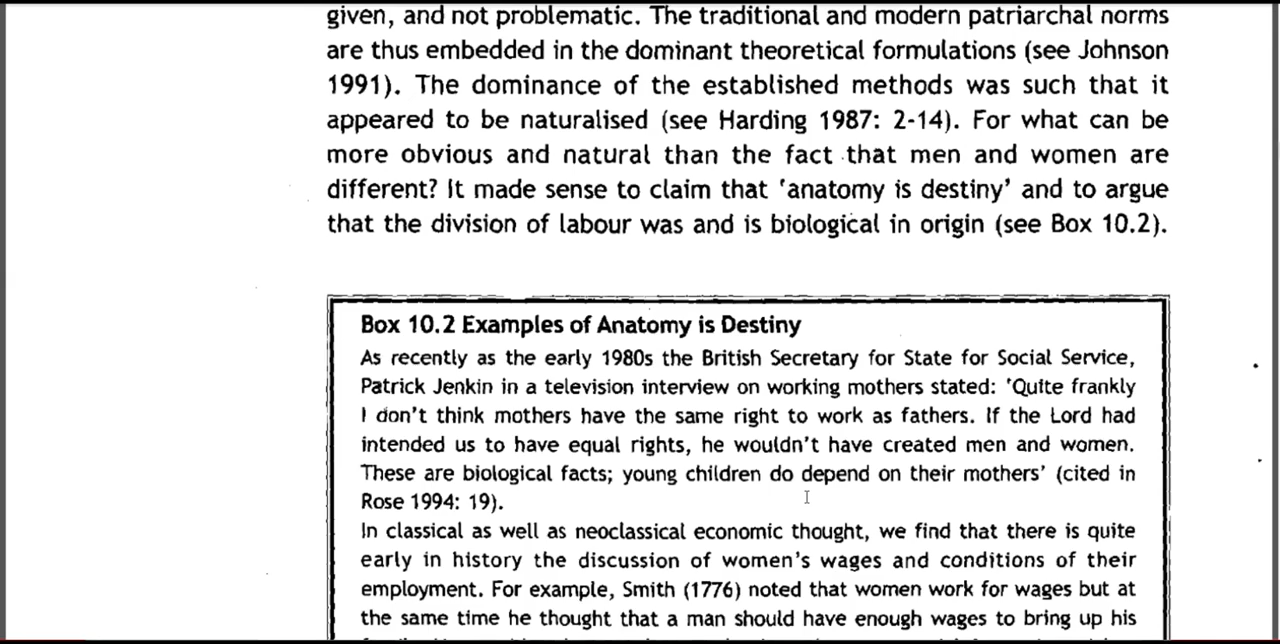 given, and not problematic. The traditional and modern patriarchal norms
are thus embedded in the dominant theoretical formulations (see Johnson
1991). The dominance of the established methods was such that it
appeared to be naturalised (see Harding 1987: 2-14). For what can be
more obvious and natural than the fact that men and women are
different? It made sense to claim that 'anatomy is destiny' and to argue
that the division of labour was and is biological in origin (see Box 10.2).
Box 10.2 Examples of Anatomy is Destiny
As recently as the early 1980s the British Secretary for State for Social Service,
Patrick Jenkin in a television interview on working mothers stated: 'Quite frankly
I don't think mothers have the same right to work as fathers. If the Lord had
intended us to have equal rights, he wouldn't have created men and women.
These are biological facts; young children do depend on their mothers' (cited in
Rose 1994: 19).
In classical as well as neoclassical economic thought, we find that there is quite
early in history the discussion of women's wages and conditions of their
employment. For example, Smith (1776) noted that women work for wages but at
the same time he thought that a man should have enough wages to bring up his